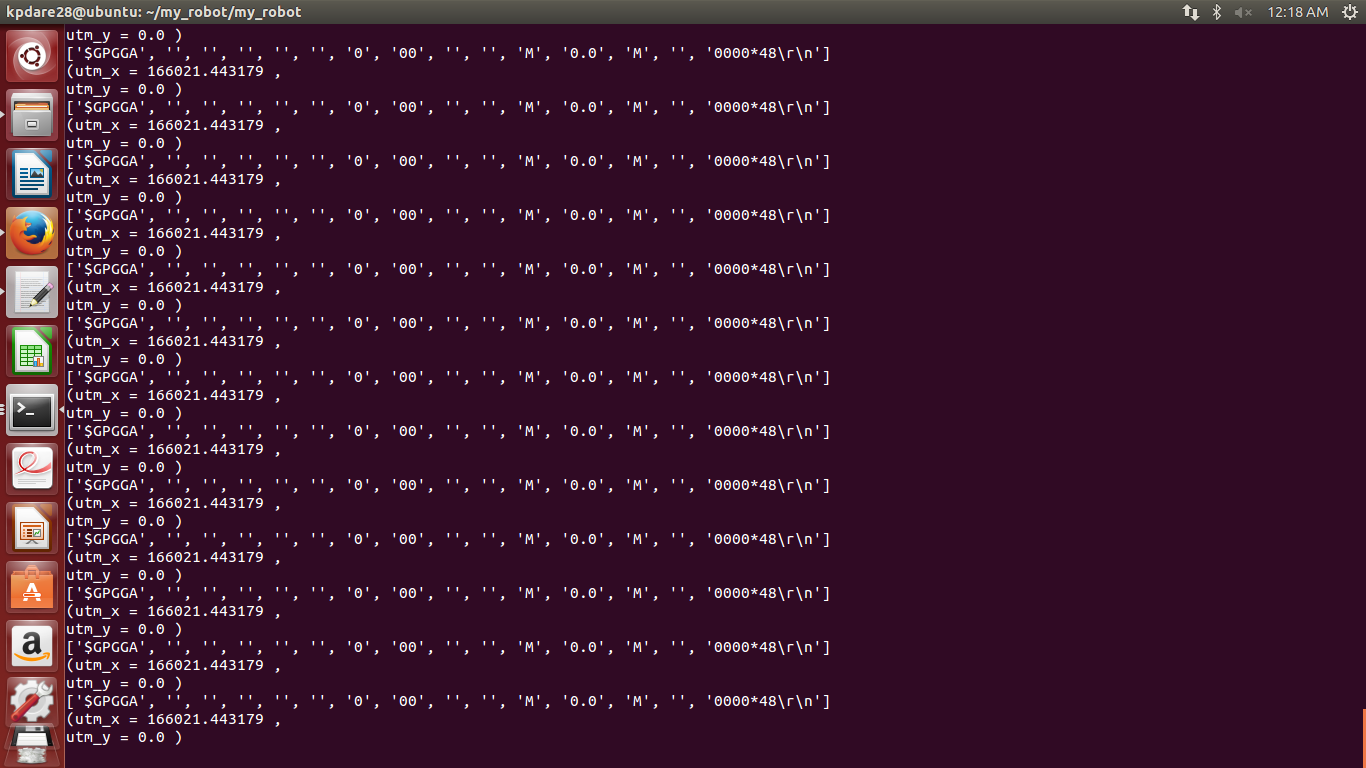 kpdare28@ubuntu: ~/my_robot/my_robot
12:18 AM
utm_y = 0.0 )
['$GPGGA', '', '', '', '', '', '0', '00', '', '', 'M', '0.0', 'M', '', '0000*48\r\n']
(utm_x = 166021.443179 ,
utm_y = 0.0 )
['$GPGGA', '', '', '', '', '', '0', '00', '', '', 'M', '0.0', 'M', '', '0000*48\r\n']
(utm_x = 166021.443179 ,
utm_y = 0.0 )
['$GPGGA', '', '', '', '', '', '0', '00', '', '', 'M', '0.0', 'M', '', '0000*48\r\n']
(utm_x = 166021.443179 ,
utm_y = 0.0 )
['$GPGGA', '', '', '', '', '', '0', '00', '', '', 'M', '0.0', 'M', '', '0000*48\r\n']
(utm_x = 166021.443179 ,
utm_y = 0.0 )
['$GPGGA', '', '', '', '', '', '0', '00', '', '', 'M', '0.0', 'M', '', '0000*48\r\n']
(utm_x = 166021.443179 ,
utm_y = 0.0 )
['$GPGGA', '', '', '', '', '', '0', '00', '', '', 'M', '0.0', 'M', '', '0000*48\r\n']
(utm_x = 166021.443179 ,
utm_y = 0.0 )
['$GPGGA', '', '', '', '', '', '0', '00', '', '', 'M', '0.0', 'M', '', '0000*48\r\n']
(utm_x = 166021.443179 ,
utm_y = 0.0 )
['$GPGGA', '', '', '', '', '', '0', '00', '', '', 'M', '0.0', 'M', '', '0000*48\r\n']
(utm_x = 166021.443179 ,
utm_y = 0.0 )
['$GPGGA', '', '', '', '', '', '0', '00', '', '', 'M', '0.0', 'M', '', '0000*48\r\n']
(utm_x = 166021.443179 ,
utm_y = 0.0 )
['$GPGGA', '', '', '', '', '', '0', '00', '', '', 'M', '0.0', 'M', '', '0000*48\r\n']
(utm_x = 166021.443179 ,
utm_y = 0.0 )
['$GPGGA', '', '', '', '', '', '0', '00', '', '', 'M', '0.0', 'M', '', '0000*48\r\n']
(utm_x = 166021.443179 ,
utm_y = 0.0 )
['$GPGGA', '', '', '', '', '', '0', '00', '', '', 'M', '0.0', 'M', '', '0000*48\r\n']
(utm_x = 166021.443179 ,
utm_y = 0.0 )
['$GPGGA', '', '', '', '', '', '0', '00', '', '', 'M', '0.0', 'M', '', '0000*48\r\n']
(utm_x = 166021.443179 ,
utm_y = 0.0 )